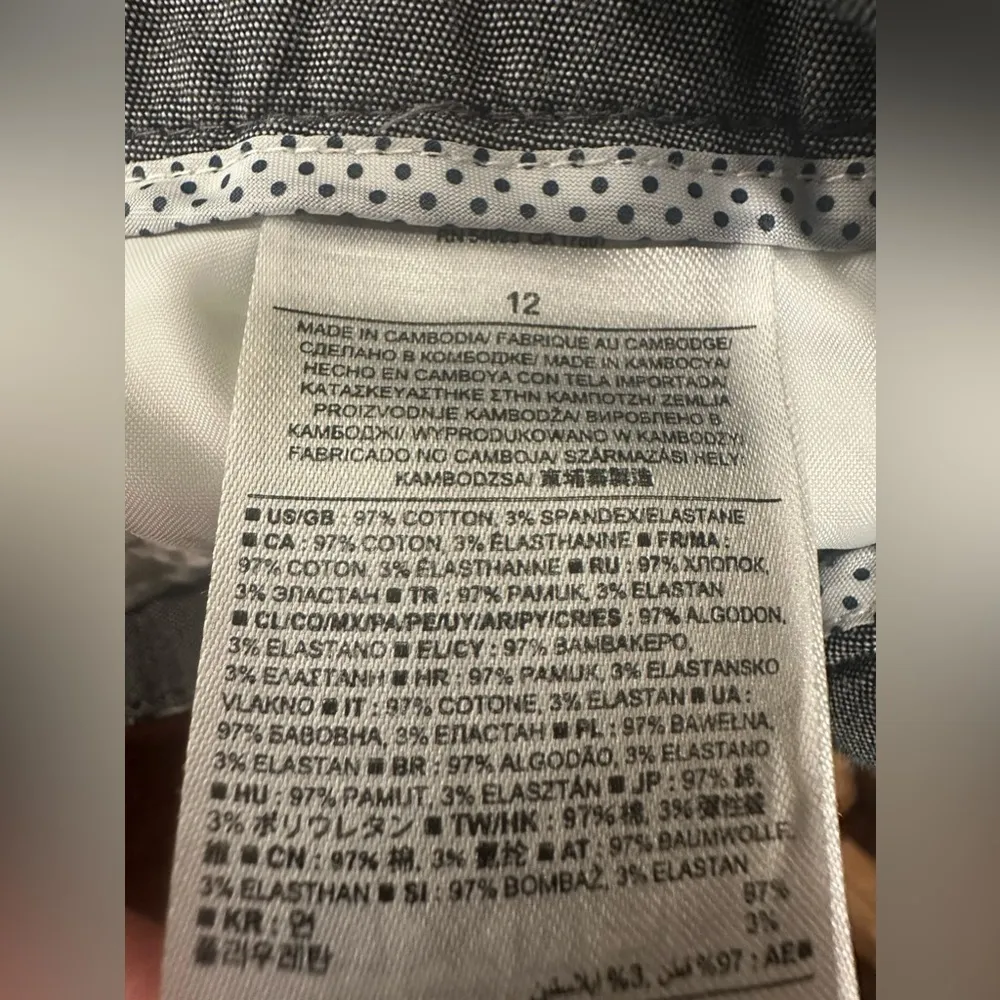 12
MADE IN CAMBODIA/ FABRIQUE AU CAMBODGE/
СДЕЛАНО В КОМБОДЖЕ/ MADE IN KAMBOCYA/
HECHO EN CAMBOYA CON TELA IMPORTADA/
ΚΑΤΑΣΚΕΥΑΣΤΗΚΕ ΣΤΗΝ ΚΑΜΠΟΤΖΗ/ ZEMLJA
PROIZVODNJE KAMBODŽA/ ВИРОБЛЕНО В
КАМБОДЖІ/ WYPRODUKOWANO W KAMBODŻY/
FABRICADO NO CAMBOJA/ SZÁRMAZÁSI HELY
KAMBODZSA/ 柬埔寨製造
■ US/GB : 97% COTTON, 3% SPANDEX/ELASTANE
■ CA : 97% COTON, 3% ÉLASTHANNE ■ FR/MA :
97% COTON, 3% ÉLASTHANNE ■ RU : 97% ХЛОПОК,
3% ЭЛАСТАН ■ TR : 97% PAMUK, 3% ELASTAN
■ CL/CO/MX/PA/PE/UY/AR/PY/CR/ES : 97% ALGODON,
3% ELASTANO ■ EL/CY : 97% ΒΑΜΒΑΚΕΡΟ,
3% ΕΛΑΣΤΑΝΗ ■ HR : 97% PAMUK, 3% ELASTANSKO
VLAKNO ■ IT : 97% COTONE, 3% ELASTAN ■ UA :
97% БАВОВНА, 3% ЕЛАСТАН ■ PL : 97% BAWEŁNA,
3% ELASTAN ■ BR : 97% ALGODÃO, 3% ELASTANO
■ HU : 97% PAMUT, 3% ELASZTÁN ■ JP : 97% 綿,
3% ポリウレタン ■ TW/HK : 97% 棉, 3% 彈性纖
維 ■ CN : 97% 棉, 3% 氨纶 ■ AT : 97% BAUMWOLLE,
3% ELASTHAN ■ SI : 97% BOMBAŽ, 3% ELASTAN
■ KR : 면 97%
폴리우레탄 3%
■ AE : 97% قطن, 3%